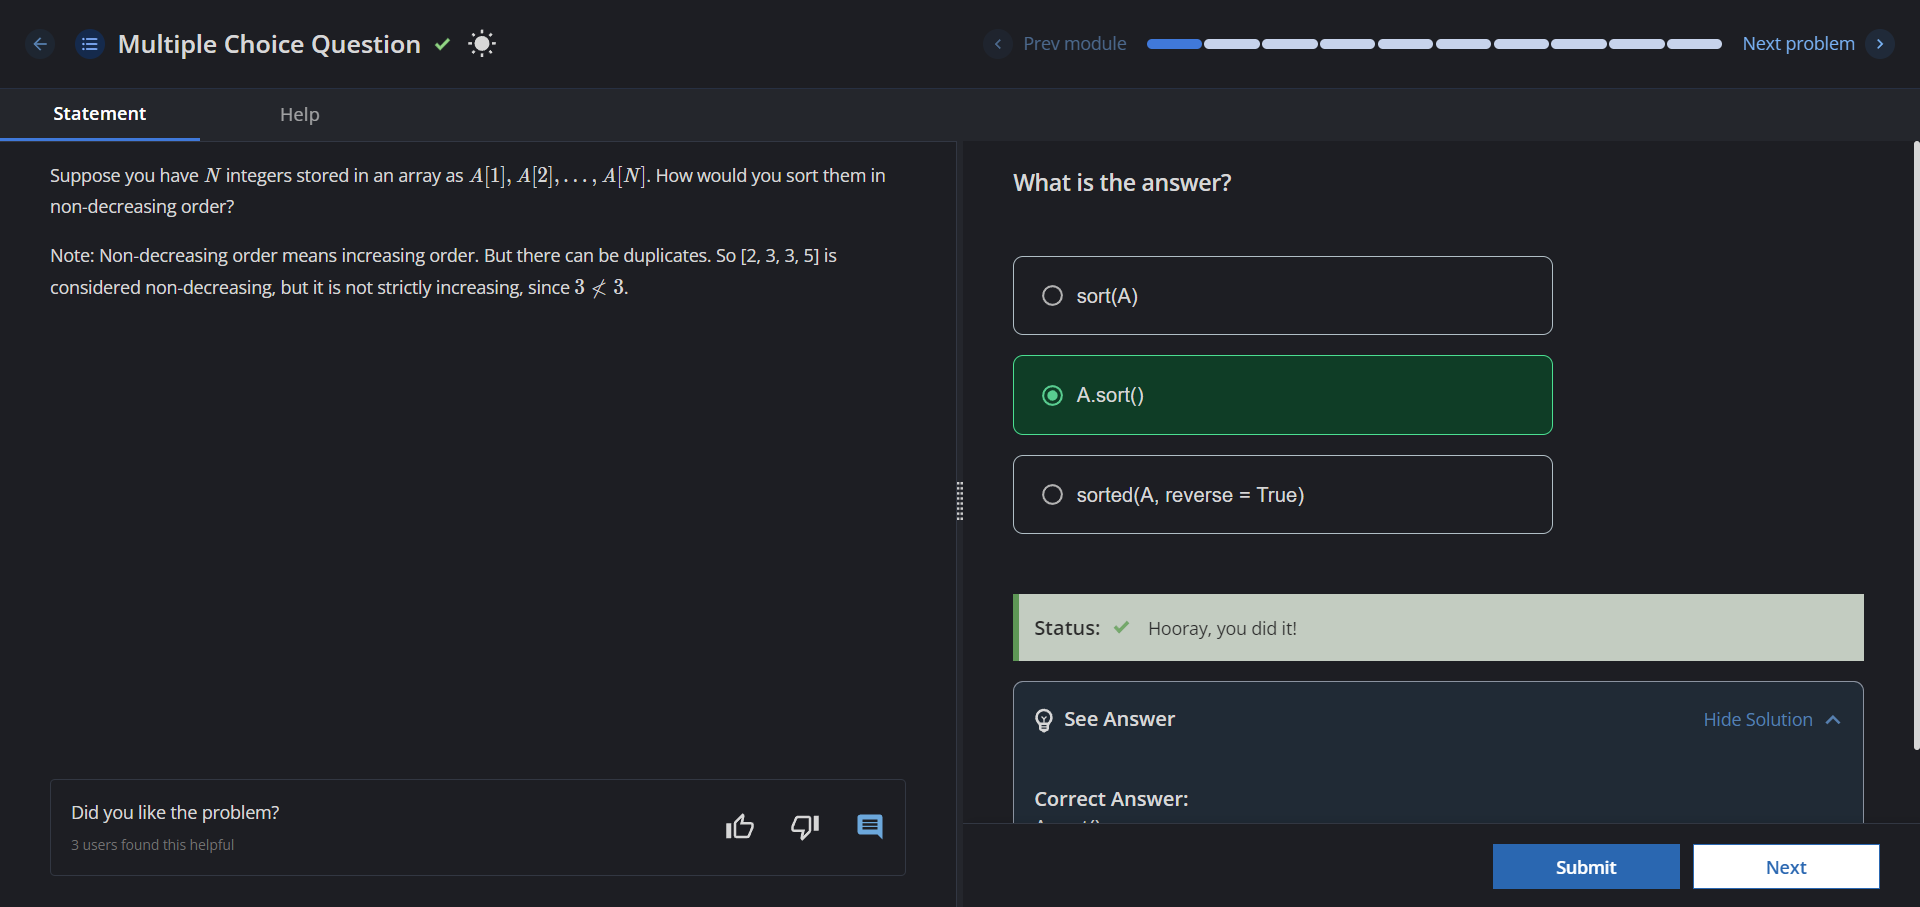 Multiple Choice Question
Prev module
Next problem
Statement
Help
Suppose you have N integers stored in an array as A[1], A[2], . . . , A[N]. How would you sort them in
non-decreasing order?
Note: Non-decreasing order means increasing order. But there can be duplicates. So [2, 3, 3, 5] is
considered non-decreasing, but it is not strictly increasing, since 3 ≮ 3.
Did you like the problem?
3 users found this helpful
What is the answer?
sort(A)
A.sort()
sorted(A, reverse = True)
Status: Hooray, you did it!
See Answer
Hide Solution
Correct Answer:
Submit
Next